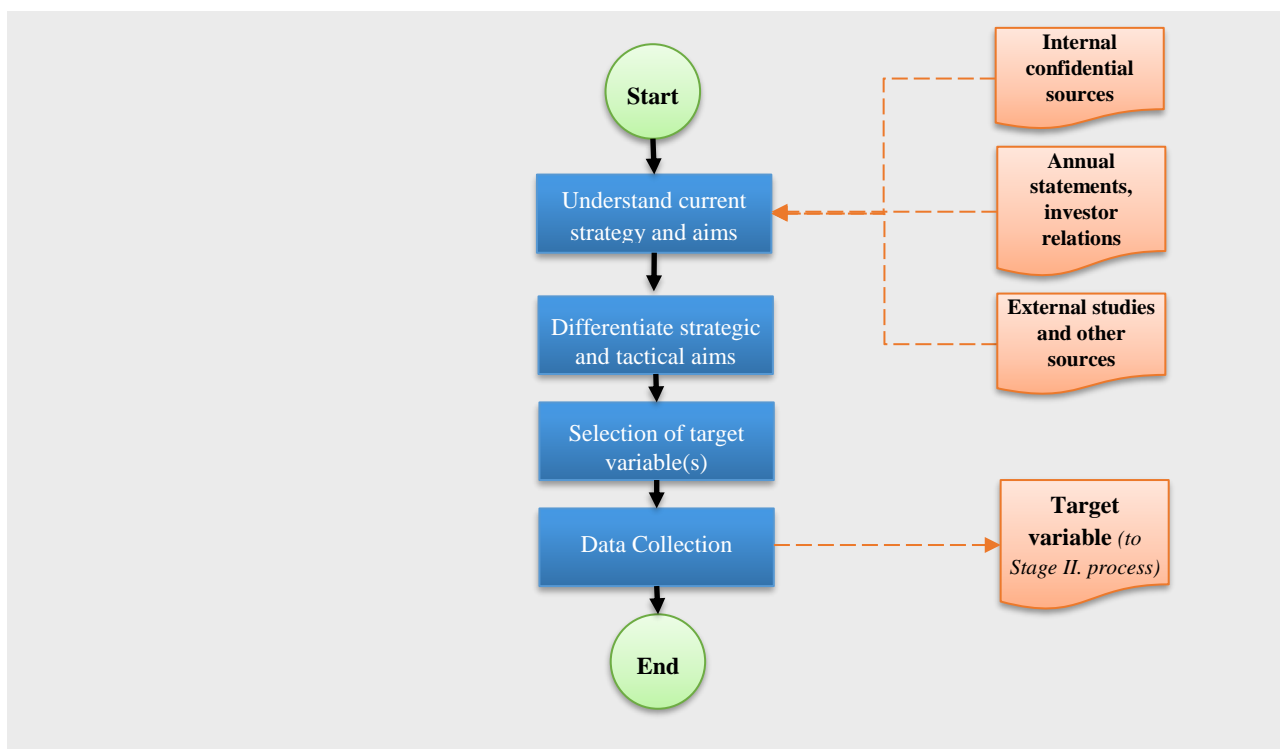 Start
Understand current
strategy and aims
Differentiate strategic
and tactical aims
Selection of target
variable(s)
Data Collection
End
Internal
confidential
sources
Annual
statements,
investor
relations
External studies
and other
sources
Target
variable (to
Stage II. process)